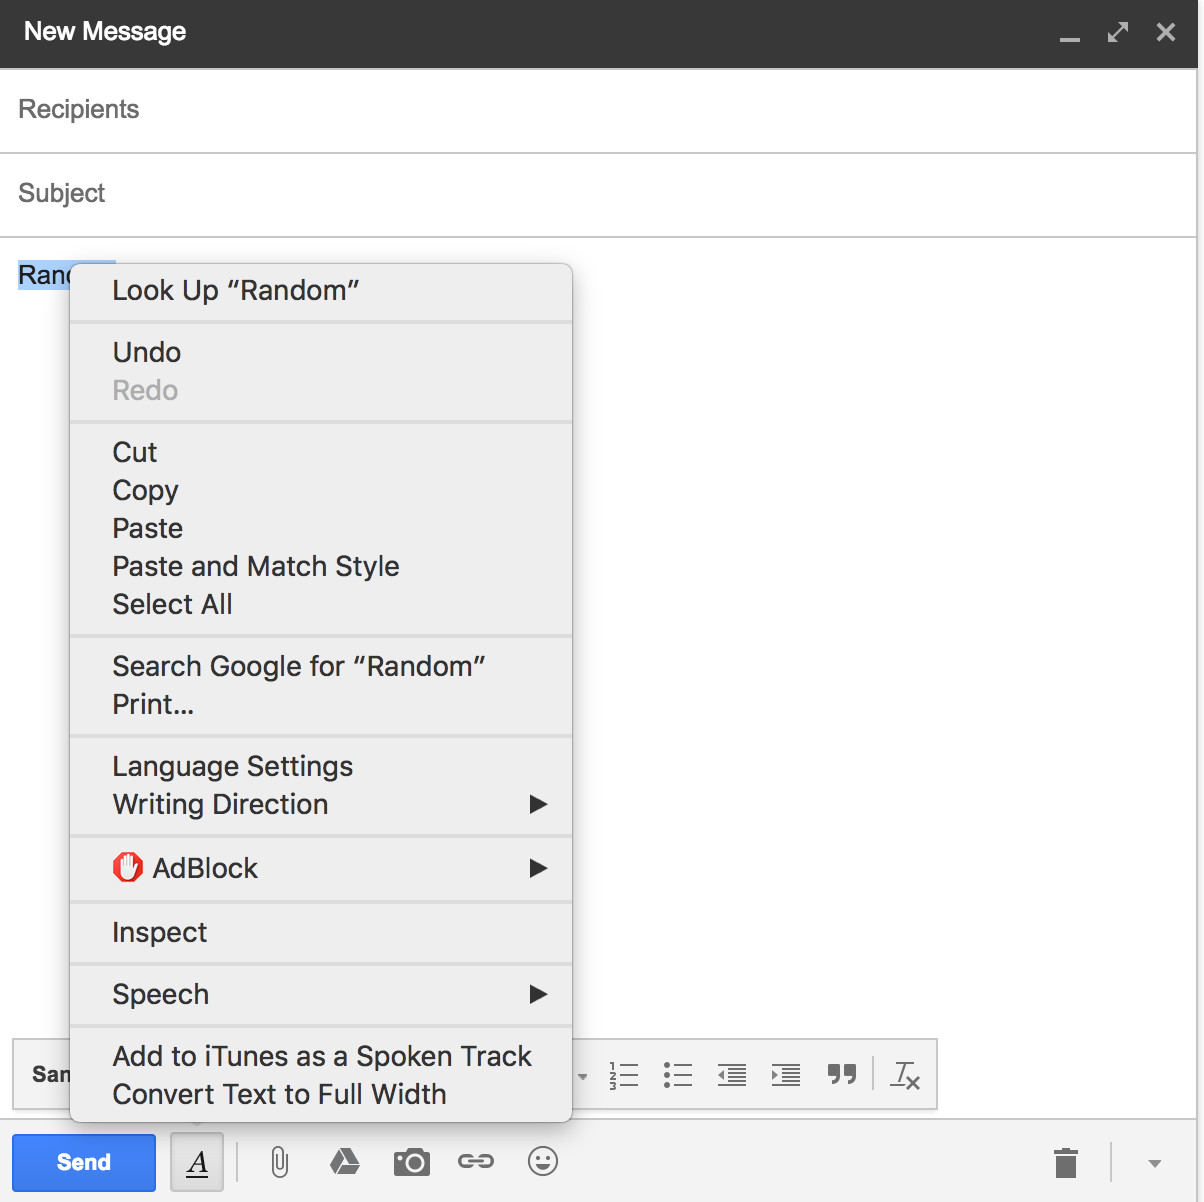 New Message
Recipients
Subject
Look Up “Random”
Undo
Redo
Cut
Copy
Paste
Paste and Match Style
Select All
Search Google for “Random”
Print...
Language Settings
Writing Direction
AdBlock
Inspect
Speech
Add to iTunes as a Spoken Track
Convert Text to Full Width
Send A